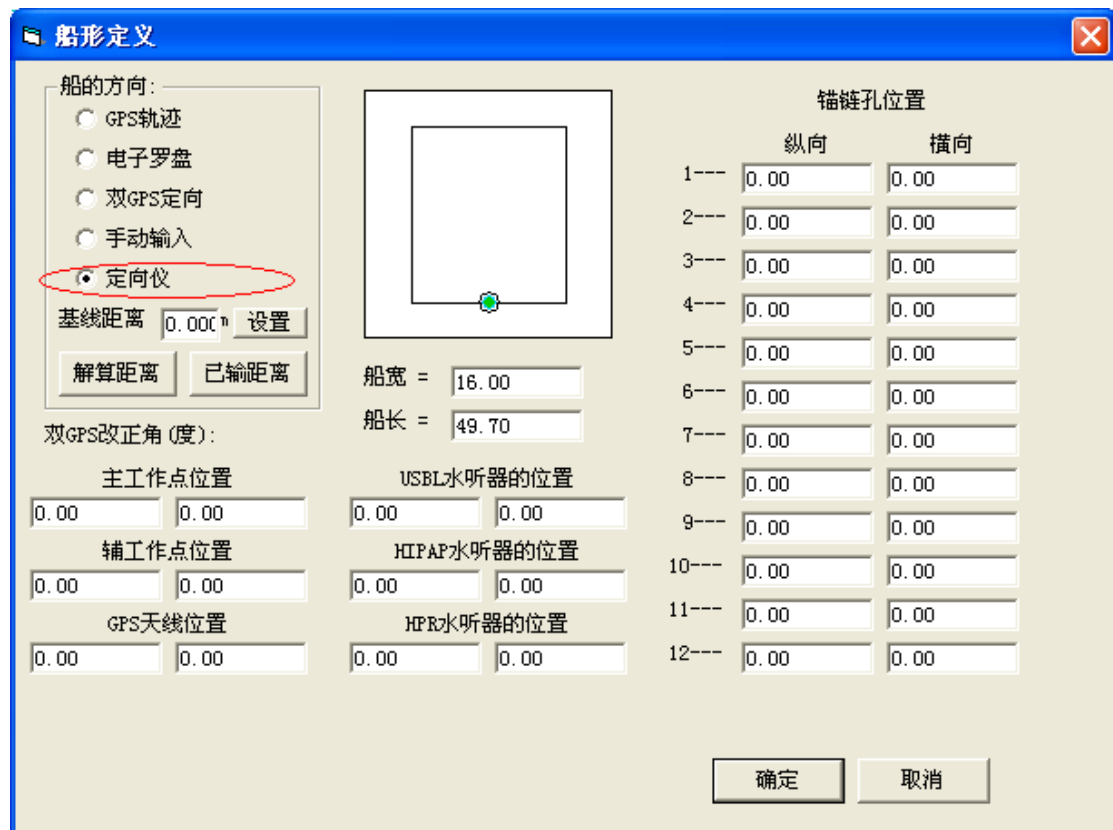 船形定义
船的方向:
GPS轨迹
电子罗盘
双GPS定向
手动输入
定向仪
基线距离 0.000 m 设置
解算距离 已输距离
双GPS改正角(度):
船宽 = 16.00
船长 = 49.70
主工作点位置
0.00 0.00
辅工作点位置
0.00 0.00
GPS天线位置
0.00 0.00
USBL水听器的位置
0.00 0.00
HIPAP水听器的位置
0.00 0.00
HPR水听器的位置
0.00 0.00
锚链孔位置
纵向 横向
1--- 0.00 0.00
2--- 0.00 0.00
3--- 0.00 0.00
4--- 0.00 0.00
5--- 0.00 0.00
6--- 0.00 0.00
7--- 0.00 0.00
8--- 0.00 0.00
9--- 0.00 0.00
10--- 0.00 0.00
11--- 0.00 0.00
12--- 0.00 0.00
确定 取消